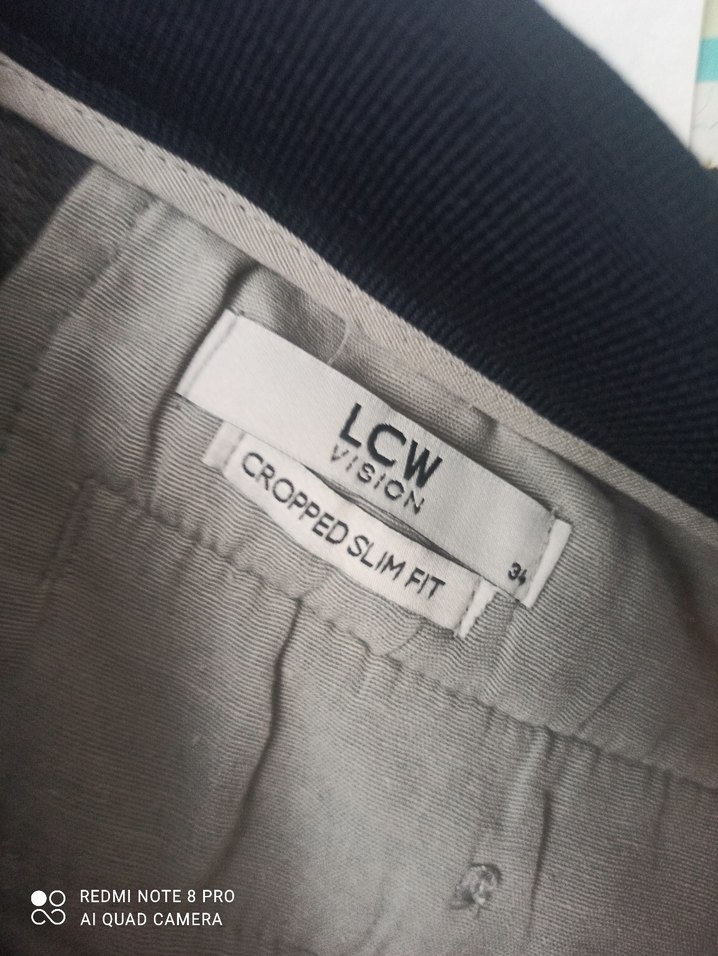 LCW
VISION
34
CROPPED SLIM FIT
REDMI NOTE 8 PRO
AI QUAD CAMERA